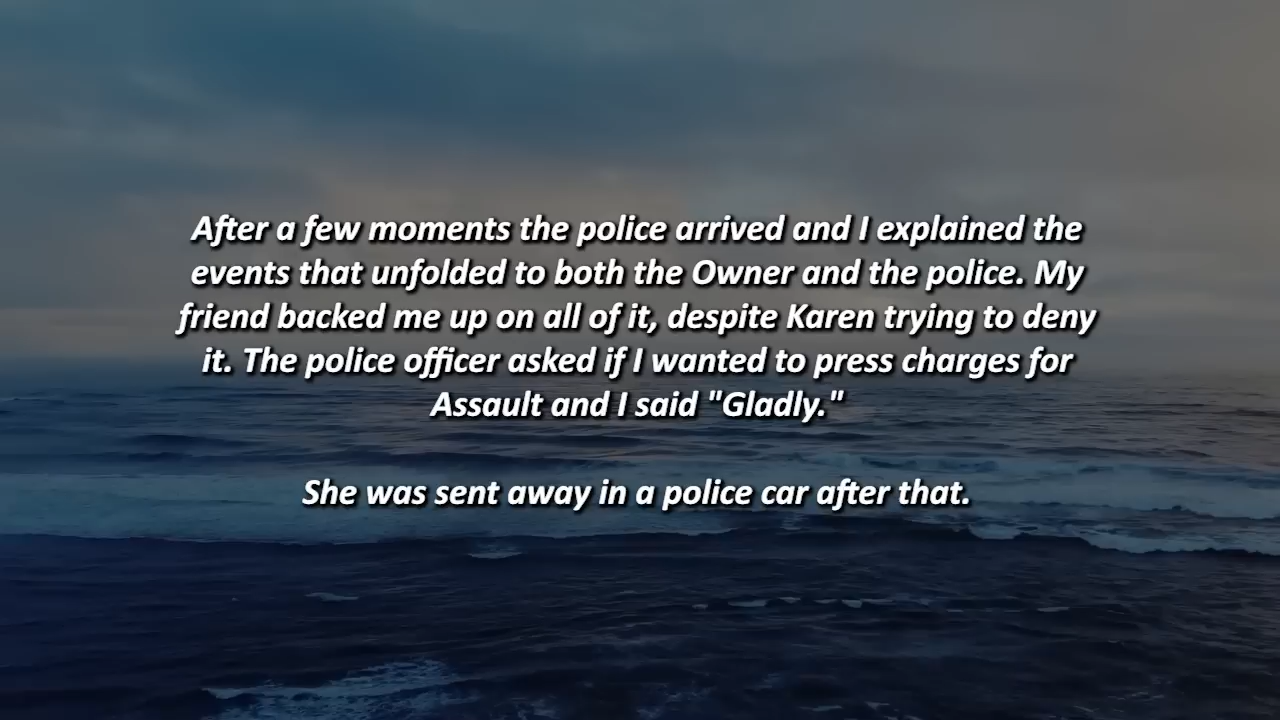 After a few moments the police arrived and I explained the
events that unfolded to both the Owner and the police. My
friend backed me up on all of it, despite Karen trying to deny
it. The police officer asked if I wanted to press charges for
Assault and I said "Gladly."
She was sent away in a police car after that.